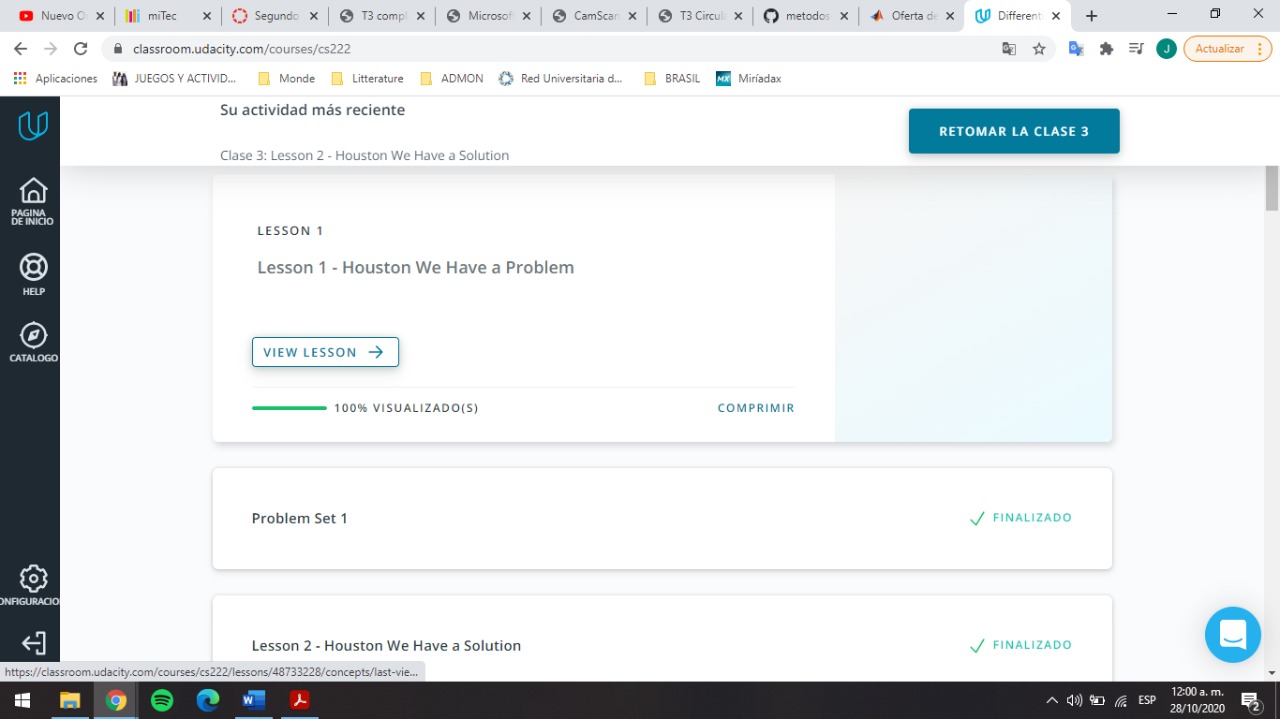 Nuevo O
miTec
Segundo
T3 compl
Microsof
CamScan
T3 Circula
metodos
Oferta de
Different
classroom.udacity.com/courses/cs222
J
Actualizar
Aplicaciones
JUEGOS Y ACTIVID...
Monde
Litterature
ADMON
Red Universitaria d...
BRASIL
MX
Miríadax
Su actividad más reciente
RETOMAR LA CLASE 3
Clase 3: Lesson 2 - Houston We Have a Solution
PAGINA
DE INICIO
HELP
CATALOGO
LESSON 1
Lesson 1 - Houston We Have a Problem
VIEW LESSON
100% VISUALIZADO(S)
COMPRIMIR
Problem Set 1
FINALIZADO
ONFIGURACIO
Lesson 2 - Houston We Have a Solution
FINALIZADO
https://classroom.udacity.com/courses/cs222/lessons/48733228/concepts/last-vie...
ESP
12:00 a. m.
28/10/2020
2